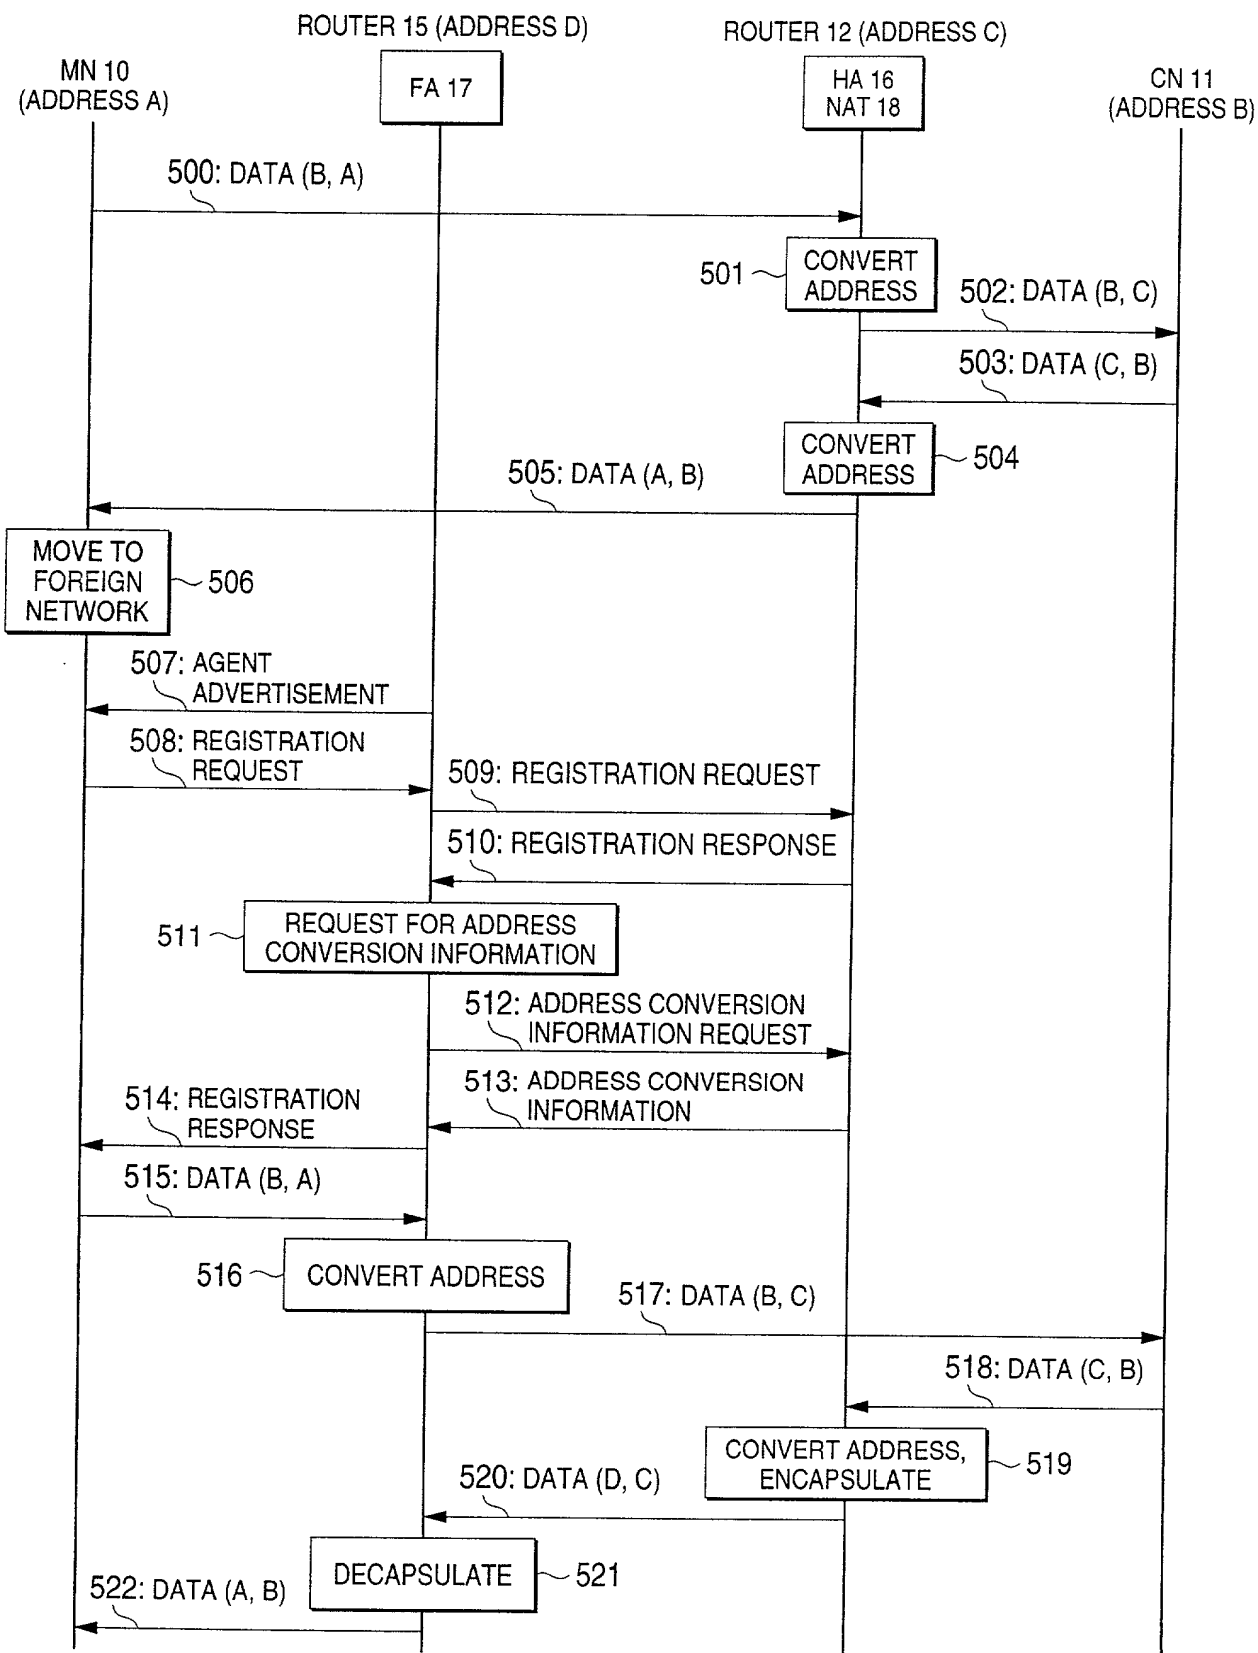 ROUTER 15 (ADDRESS D)
ROUTER 12 (ADDRESS C)
MN 10
(ADDRESS A)
FA 17
HA 16
NAT 18
CN 11
(ADDRESS B)
500: DATA (B, A)
501
CONVERT
ADDRESS
502: DATA (B, C)
503: DATA (C, B)
CONVERT
ADDRESS
504
505: DATA (A, B)
MOVE TO
FOREIGN
NETWORK
506
507: AGENT
ADVERTISEMENT
508: REGISTRATION
REQUEST
509: REGISTRATION REQUEST
510: REGISTRATION RESPONSE
511
REQUEST FOR ADDRESS
CONVERSION INFORMATION
512: ADDRESS CONVERSION
INFORMATION REQUEST
513: ADDRESS CONVERSION
INFORMATION
514: REGISTRATION
RESPONSE
515: DATA (B, A)
516
CONVERT ADDRESS
517: DATA (B, C)
518: DATA (C, B)
CONVERT ADDRESS,
ENCAPSULATE
519
520: DATA (D, C)
DECAPSULATE
521
522: DATA (A, B)